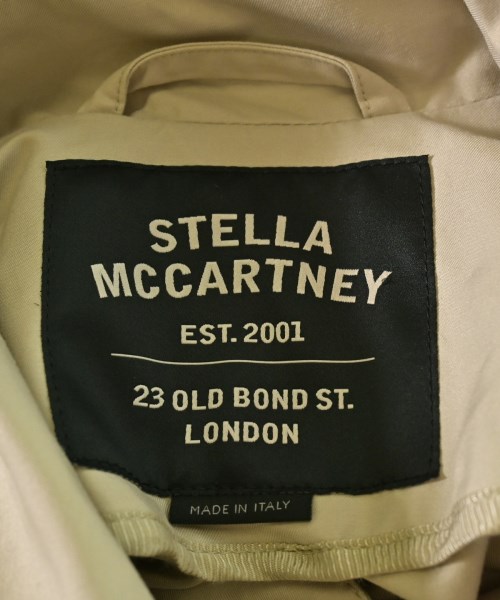 STELLA
MCCARTNEY
EST. 2001
23 OLD BOND ST.
LONDON
MADE IN ITALY